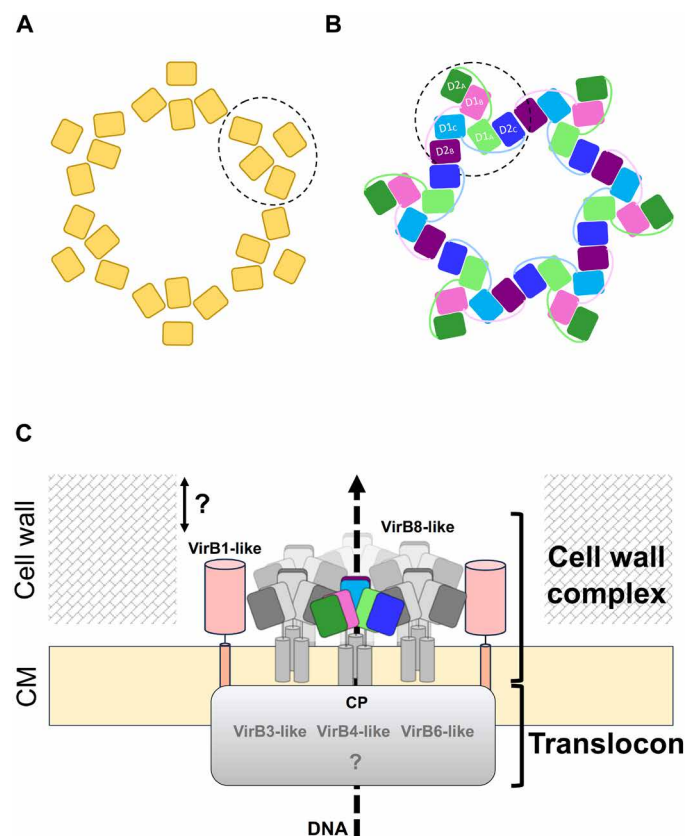 A
B
D2A
D1B
D1C
D1A
D2C
D2B
C
Cell wall
?
VirB1-like
VirB8-like
Cell wall
complex
CM
CP
VirB3-like VirB4-like VirB6-like
?
Translocon
DNA